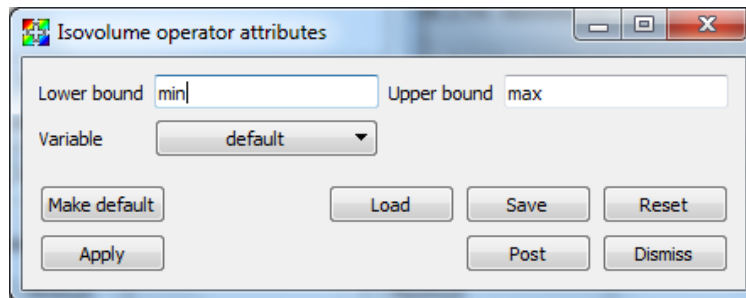 Isovolume operator attributes
Lower bound min Upper bound max
Variable default
Make default Load Save Reset
Apply Post Dismiss